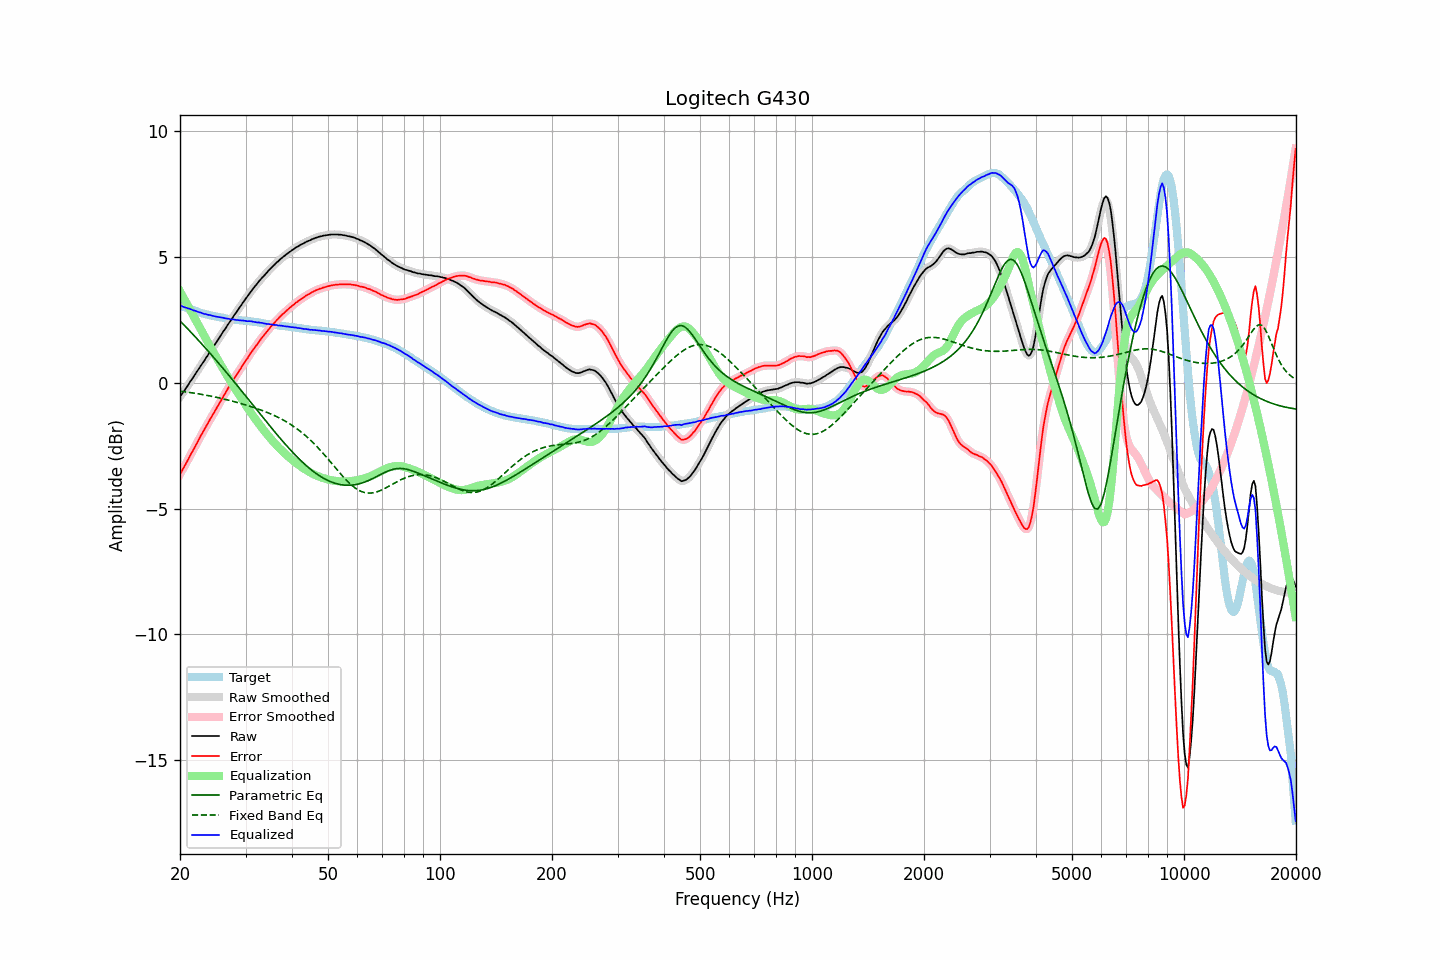 Logitech G430
Amplitude (dBr)
10
5
0
−5
−10
−15
Target
Raw Smoothed
Error Smoothed
Raw
Error
Equalization
Parametric Eq
Fixed Band Eq
Equalized
20 50 100 200 500 1000 2000 5000 10000 20000
Frequency (Hz)